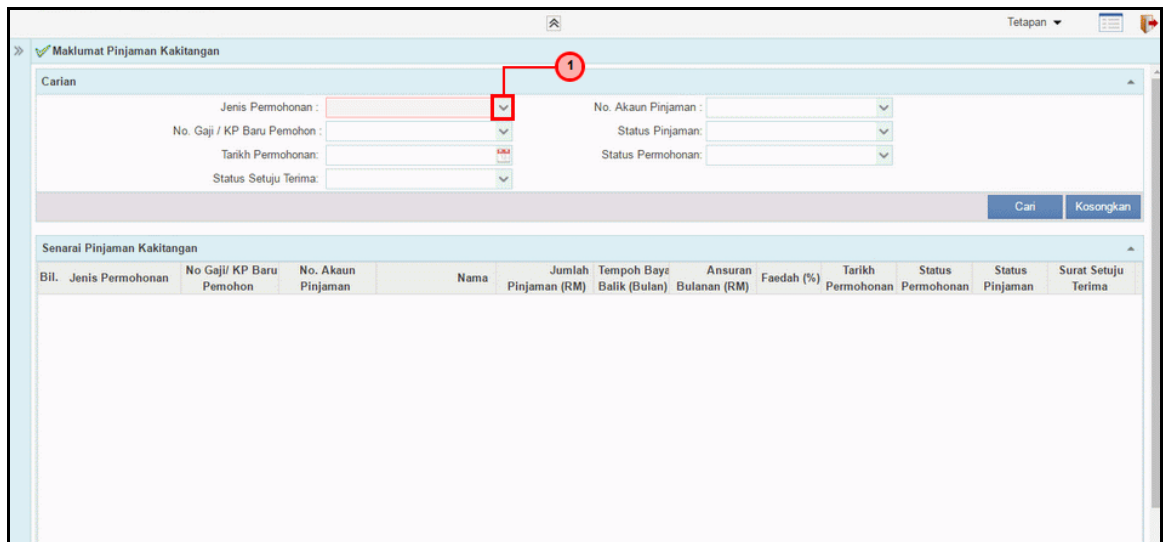 Tetapan
Maklumat Pinjaman Kakitangan
1
Carian
Jenis Permohonan : No. Akaun Pinjaman :
No. Gaji / KP Baru Pemohon : Status Pinjaman:
Tarikh Permohonan: Status Permohonan:
Status Setuju Terima:
Cari Kosongkan
Senarai Pinjaman Kakitangan
Bil. Jenis Permohonan No Gaji/ KP Baru Pemohon No. Akaun Pinjaman Nama Jumlah Pinjaman (RM) Tempoh Baya Balik (Bulan) Ansuran Bulanan (RM) Faedah (%) Tarikh Permohonan Status Permohonan Status Pinjaman Surat Setuju Terima